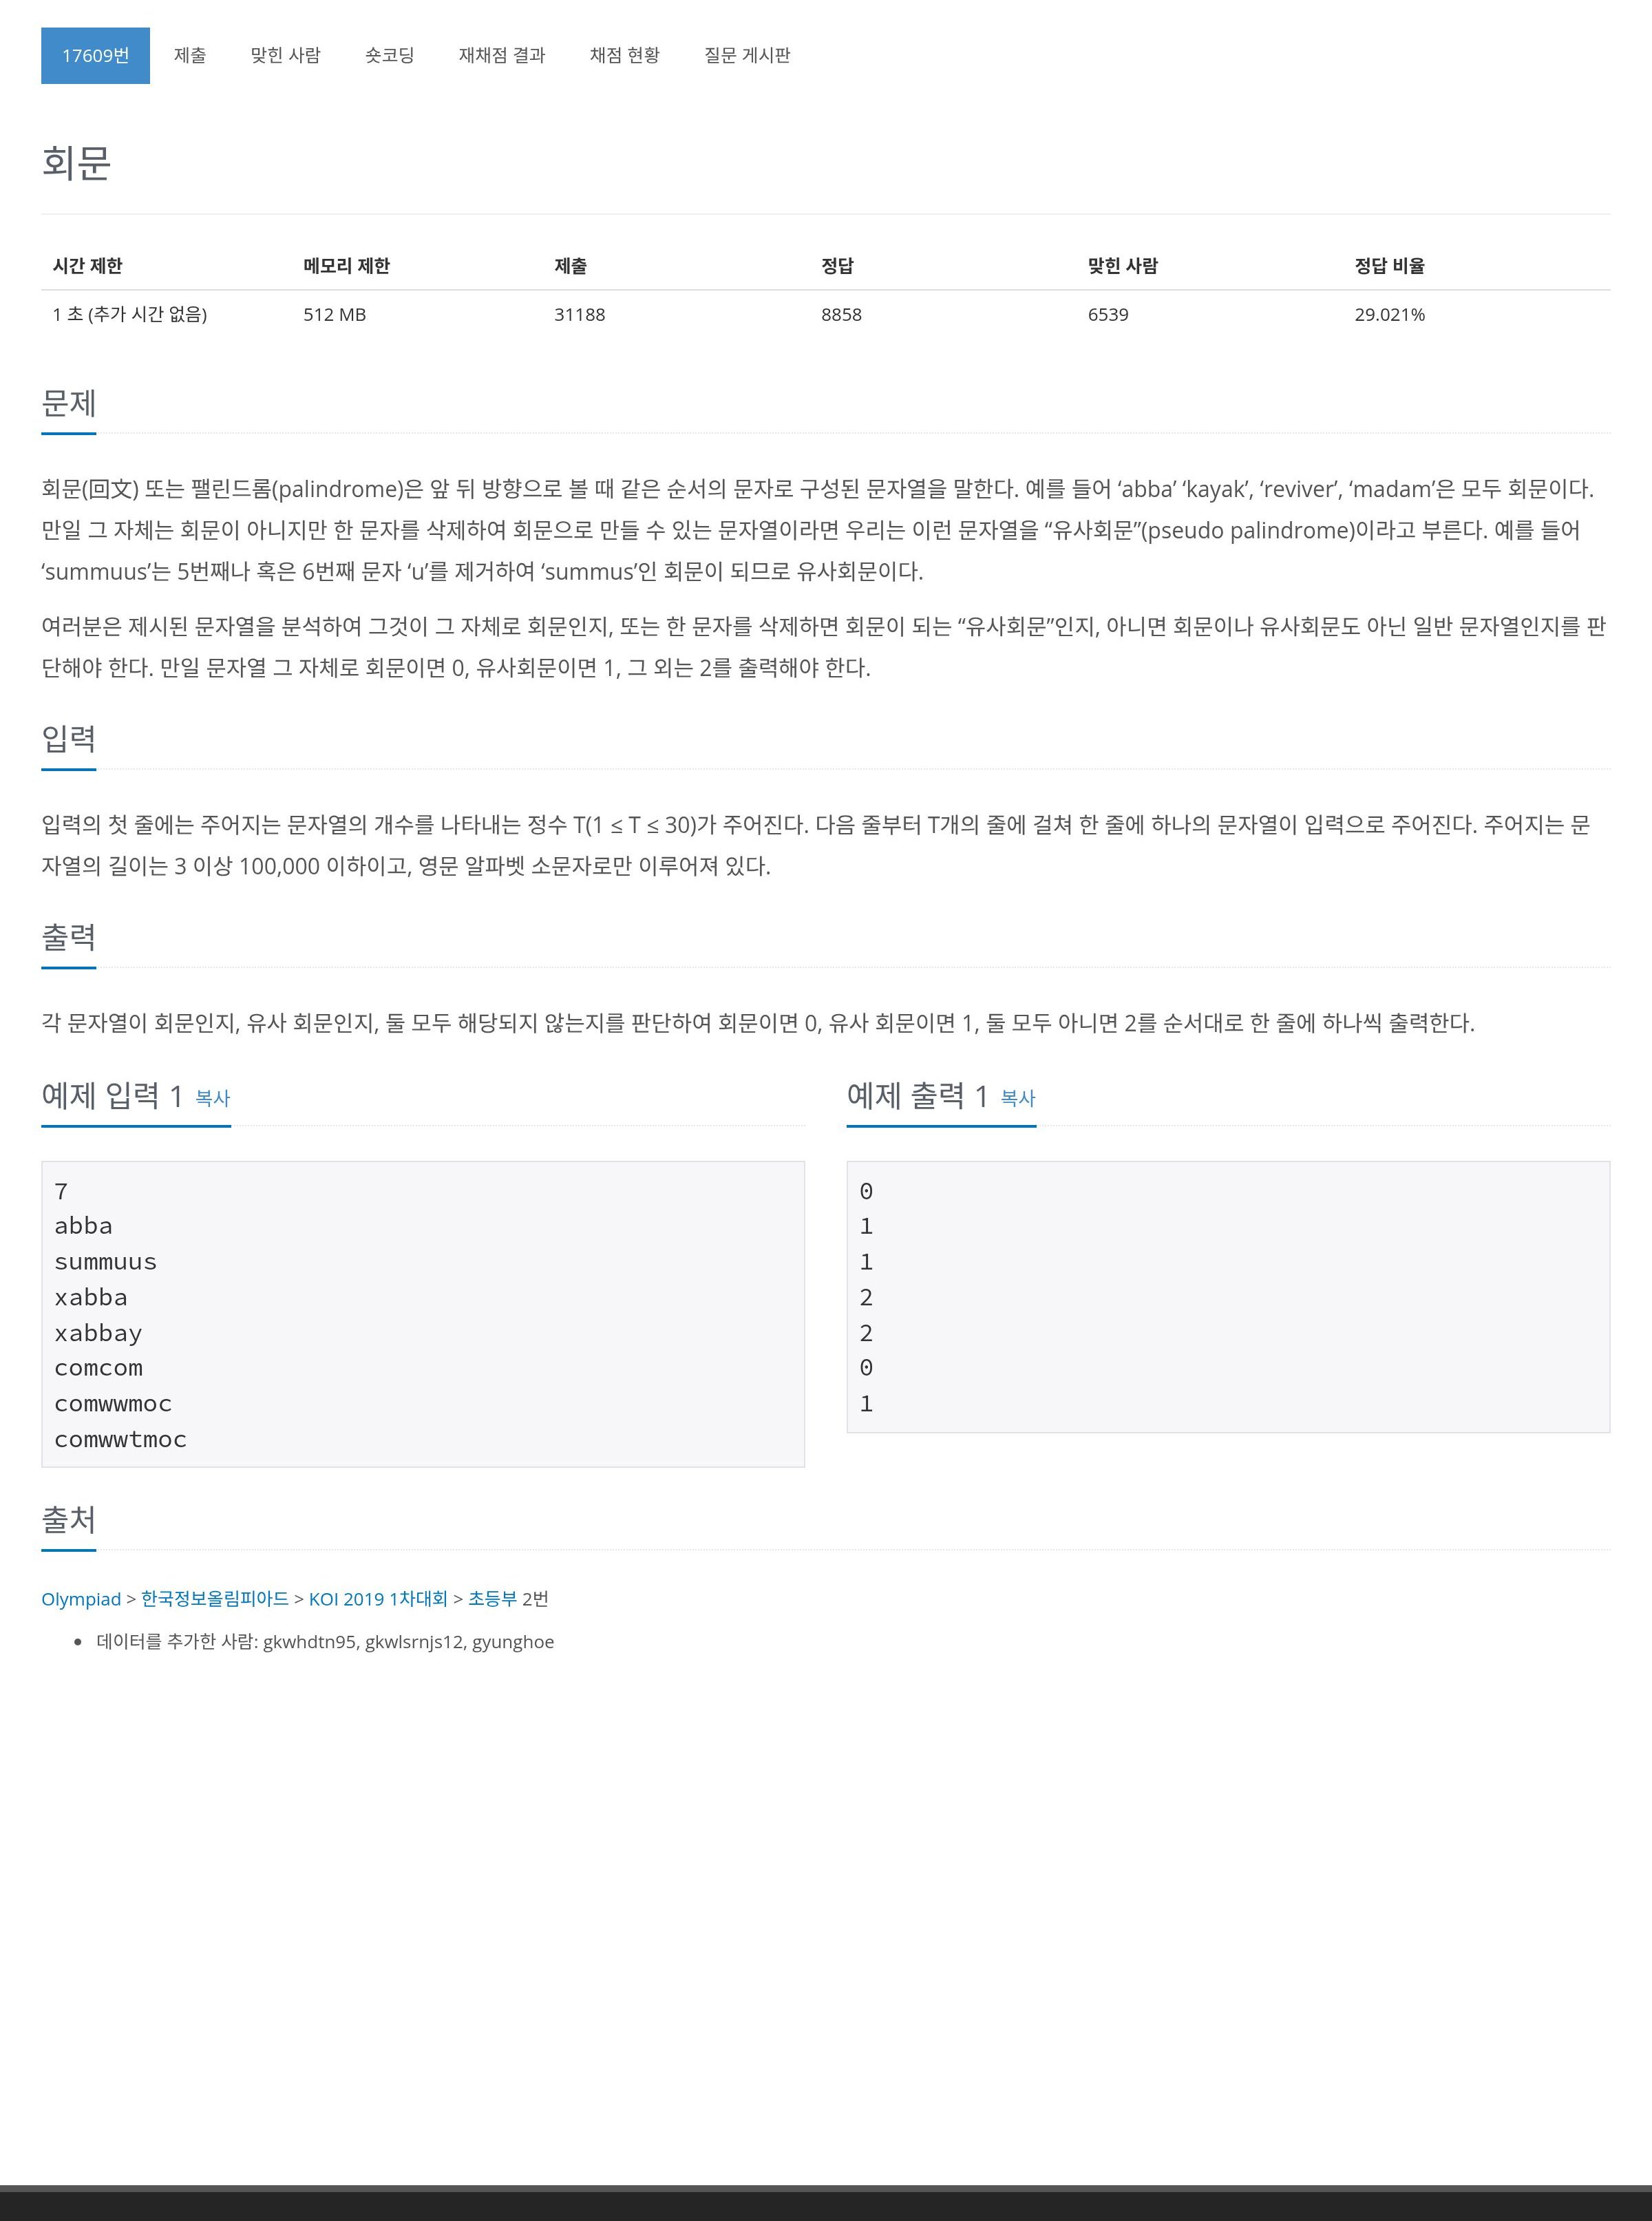 17609번 제출 맞힌 사람 숏코딩 재채점 결과 채점 현황 질문 게시판
회문
시간 제한 메모리 제한 제출 정답 맞힌 사람 정답 비율
1 초 (추가 시간 없음) 512 MB 31188 8858 6539 29.021%
문제
회문(回文) 또는 팰린드롬(palindrome)은 앞 뒤 방향으로 볼 때 같은 순서의 문자로 구성된 문자열을 말한다. 예를 들어 ‘abba’ ‘kayak’, ‘reviver’, ‘madam’은 모두 회문이다.
만일 그 자체는 회문이 아니지만 한 문자를 삭제하여 회문으로 만들 수 있는 문자열이라면 우리는 이런 문자열을 “유사회문”(pseudo palindrome)이라고 부른다. 예를 들어
‘summuus’는 5번째나 혹은 6번째 문자 ‘u’를 제거하여 ‘summus’인 회문이 되므로 유사회문이다.
여러분은 제시된 문자열을 분석하여 그것이 그 자체로 회문인지, 또는 한 문자를 삭제하면 회문이 되는 “유사회문”인지, 아니면 회문이나 유사회문도 아닌 일반 문자열인지를 판
단해야 한다. 만일 문자열 그 자체로 회문이면 0, 유사회문이면 1, 그 외는 2를 출력해야 한다.
입력
입력의 첫 줄에는 주어지는 문자열의 개수를 나타내는 정수 T(1 ≤ T ≤ 30)가 주어진다. 다음 줄부터 T개의 줄에 걸쳐 한 줄에 하나의 문자열이 입력으로 주어진다. 주어지는 문
자열의 길이는 3 이상 100,000 이하이고, 영문 알파벳 소문자로만 이루어져 있다.
출력
각 문자열이 회문인지, 유사 회문인지, 둘 모두 해당되지 않는지를 판단하여 회문이면 0, 유사 회문이면 1, 둘 모두 아니면 2를 순서대로 한 줄에 하나씩 출력한다.
예제 입력 1 복사
7
abba
summuus
xabba
xabbay
comcom
comwwmoc
comwwtmoc
예제 출력 1 복사
0
1
1
2
2
0
1
출처
Olympiad > 한국정보올림피아드 > KOI 2019 1차대회 > 초등부 2번
• 데이터를 추가한 사람: gkwhdtn95, gkwlsrnjs12, gyunghoe